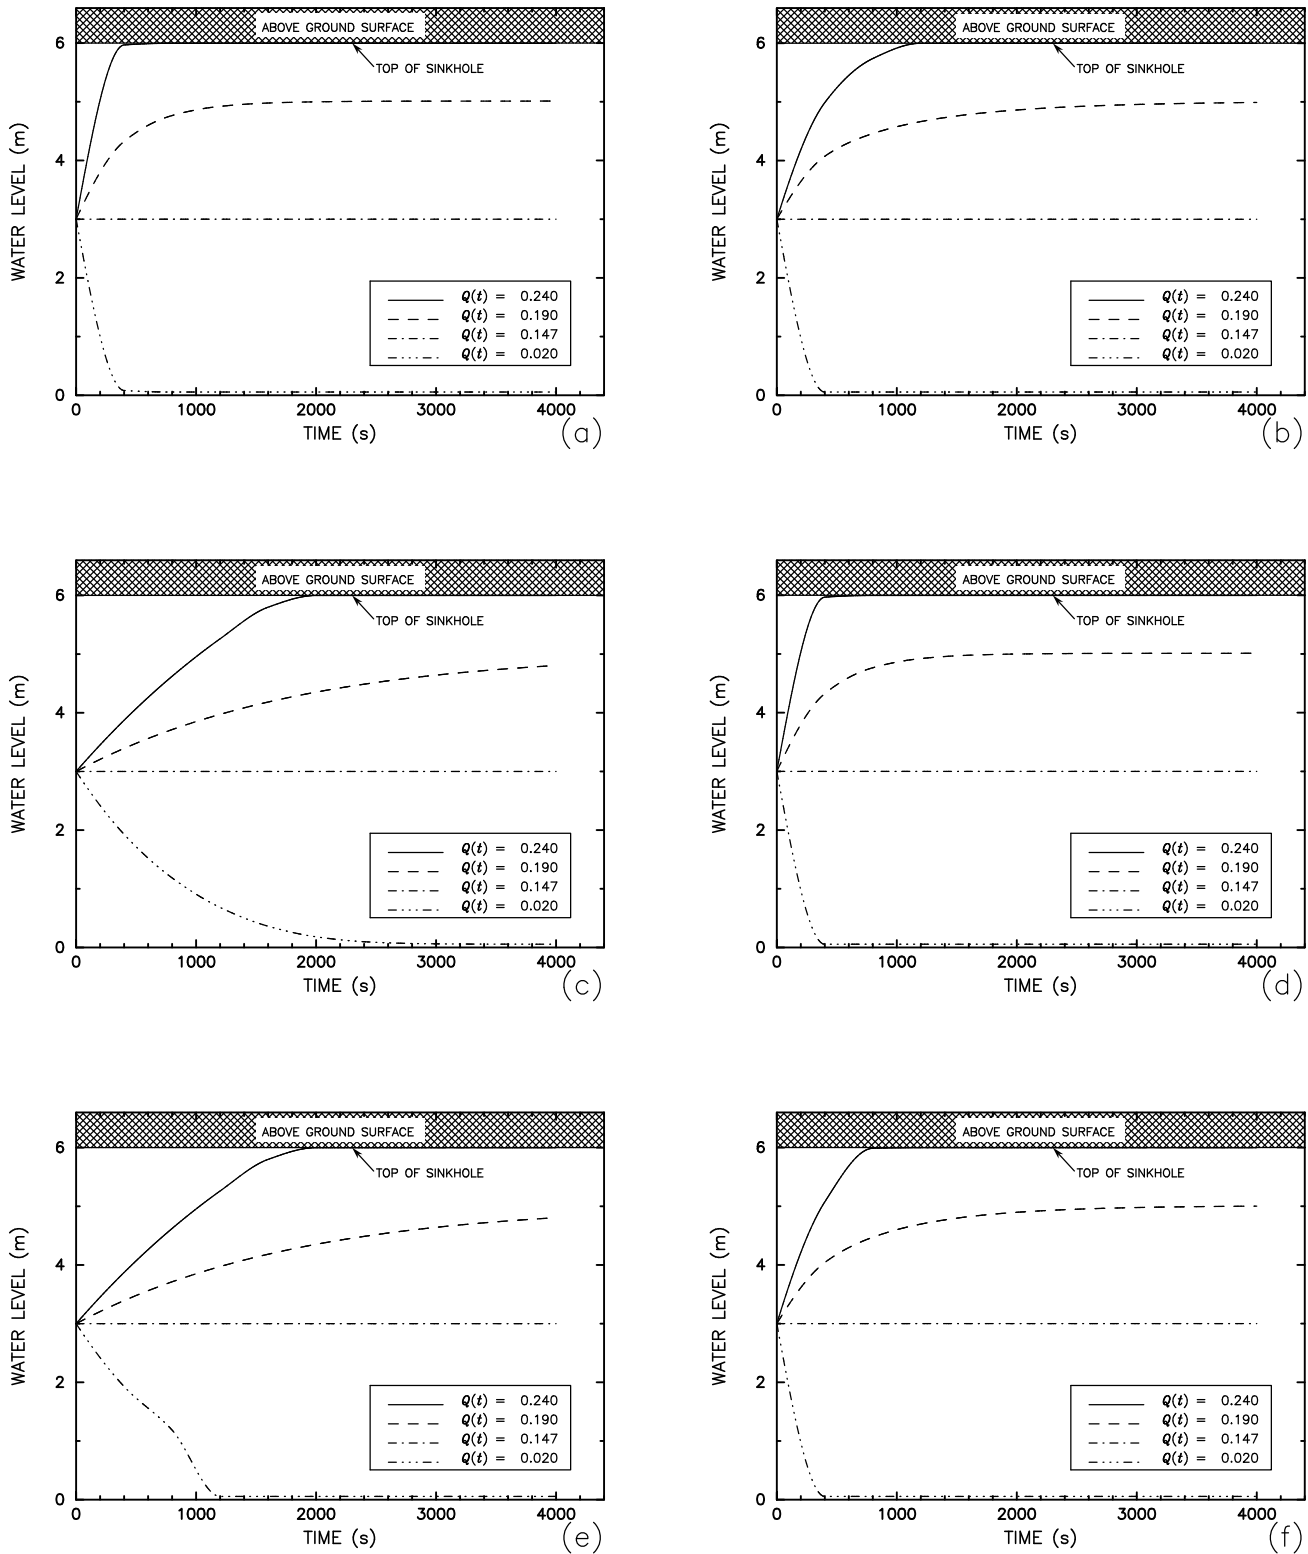 ABOVE GROUND SURFACE
6
TOP OF SINKHOLE
4
WATER LEVEL (m)
2
Q(t) = 0.240
Q(t) = 0.190
Q(t) = 0.147
Q(t) = 0.020
0
0 1000 2000 3000 4000
TIME (s)
(a)
ABOVE GROUND SURFACE
6
TOP OF SINKHOLE
4
WATER LEVEL (m)
2
Q(t) = 0.240
Q(t) = 0.190
Q(t) = 0.147
Q(t) = 0.020
0
0 1000 2000 3000 4000
TIME (s)
(b)
ABOVE GROUND SURFACE
6
TOP OF SINKHOLE
4
WATER LEVEL (m)
2
Q(t) = 0.240
Q(t) = 0.190
Q(t) = 0.147
Q(t) = 0.020
0
0 1000 2000 3000 4000
TIME (s)
(c)
ABOVE GROUND SURFACE
6
TOP OF SINKHOLE
4
WATER LEVEL (m)
2
Q(t) = 0.240
Q(t) = 0.190
Q(t) = 0.147
Q(t) = 0.020
0
0 1000 2000 3000 4000
TIME (s)
(d)
ABOVE GROUND SURFACE
6
TOP OF SINKHOLE
4
WATER LEVEL (m)
2
Q(t) = 0.240
Q(t) = 0.190
Q(t) = 0.147
Q(t) = 0.020
0
0 1000 2000 3000 4000
TIME (s)
(e)
ABOVE GROUND SURFACE
6
TOP OF SINKHOLE
4
WATER LEVEL (m)
2
Q(t) = 0.240
Q(t) = 0.190
Q(t) = 0.147
Q(t) = 0.020
0
0 1000 2000 3000 4000
TIME (s)
(f)